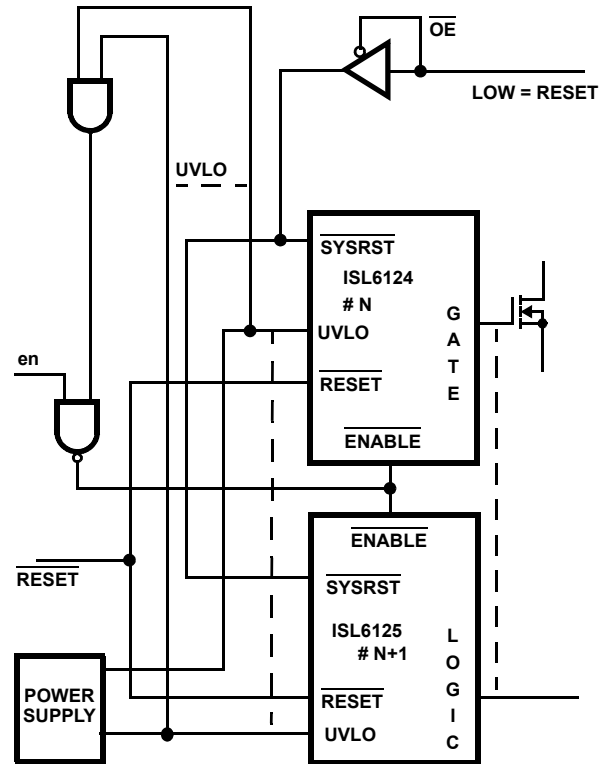 OE
LOW = RESET
UVLO
SYSRST
ISL6124
# N
UVLO
RESET
ENABLE
G
A
T
E
en
RESET
ENABLE
SYSRST
ISL6125
# N+1
RESET
UVLO
L
O
G
I
C
POWER
SUPPLY